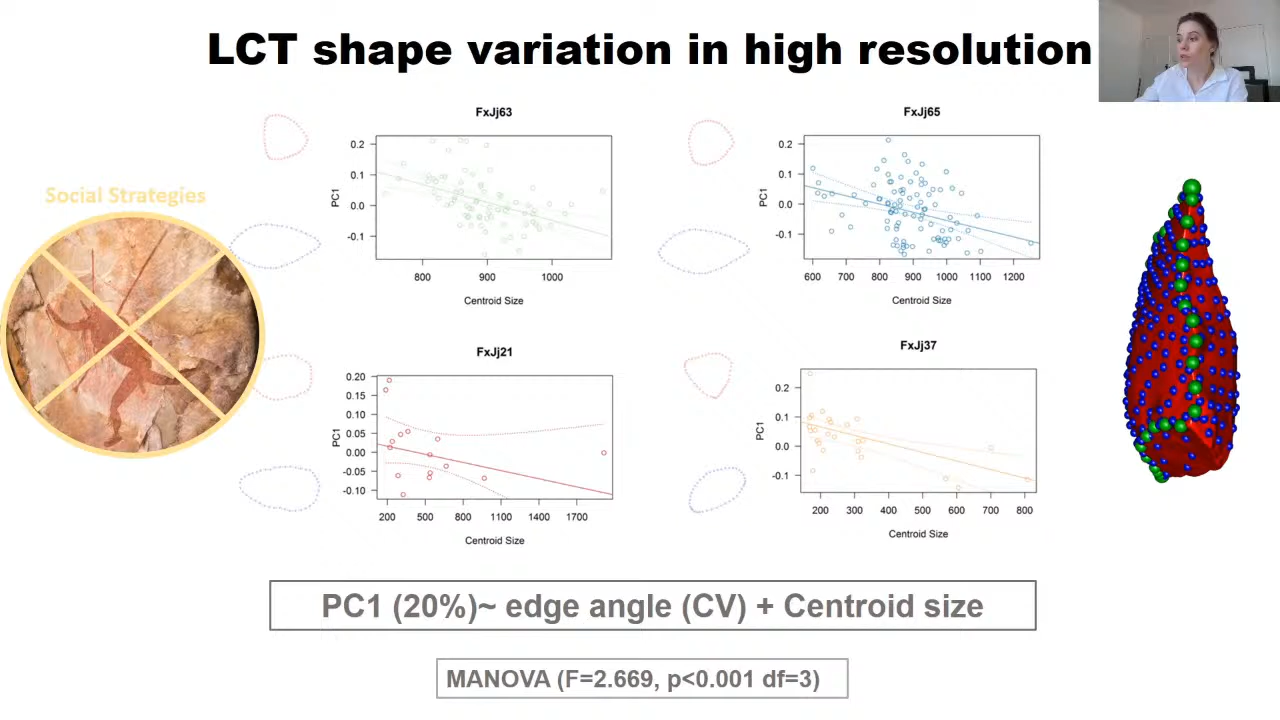 LCT shape variation in high resolution
Social Strategies
FxJj63
PC1
0.2
0.1
0.0
-0.1
800
900
1000
Centroid Size
FxJj65
PC1
0.2
0.1
0.0
-0.1
600
700
800
900
1000
1100
1200
Centroid Size
FxJj21
PC1
0.20
0.15
0.10
0.05
0.00
-0.05
-0.10
200
500
800
1100
1400
1700
Centroid Size
FxJj37
PC1
0.2
0.1
0.0
-0.1
200
300
400
500
600
700
800
Centroid Size
PC1 (20%)~ edge angle (CV) + Centroid size
MANOVA (F=2.669, p<0.001 df=3)